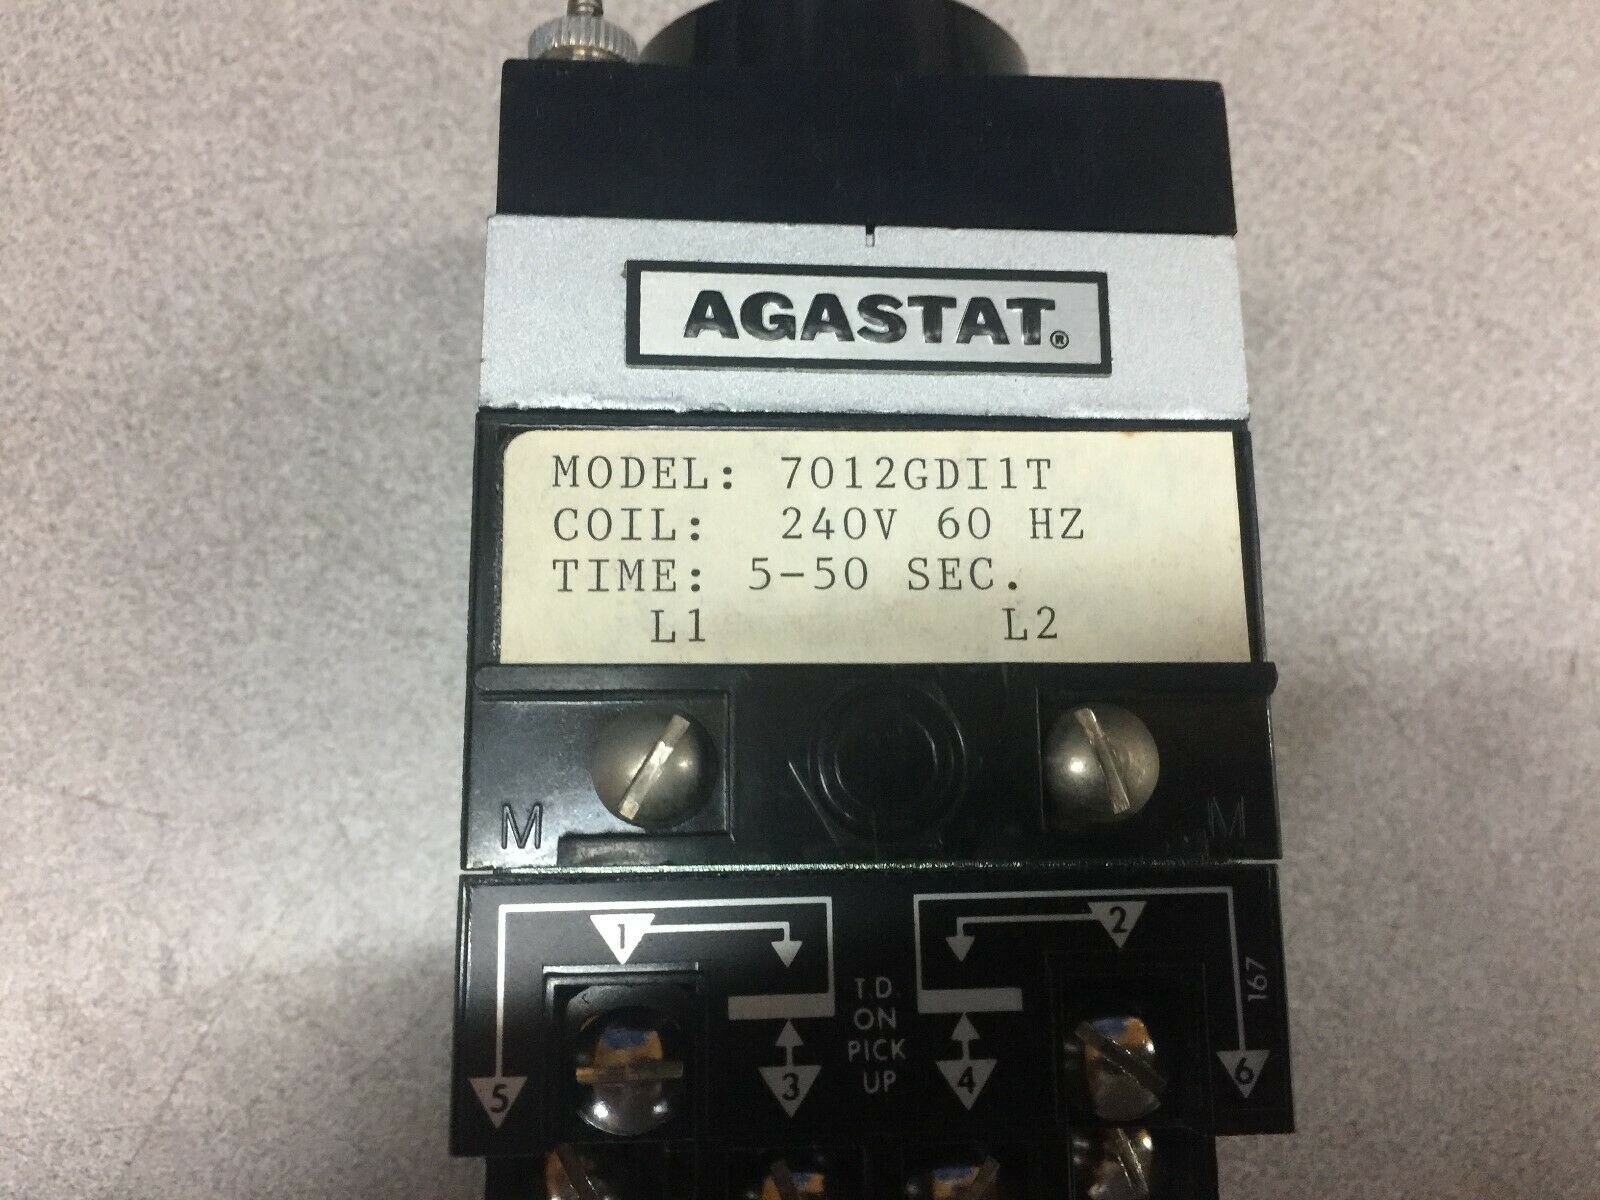 AGASTAT®
MODEL: 7012GDI1T
COIL: 240V 60 HZ
TIME: 5-50 SEC.
L1 L2
M M
1 2
T.D.
ON
PICK
UP
167
5 3 4 6